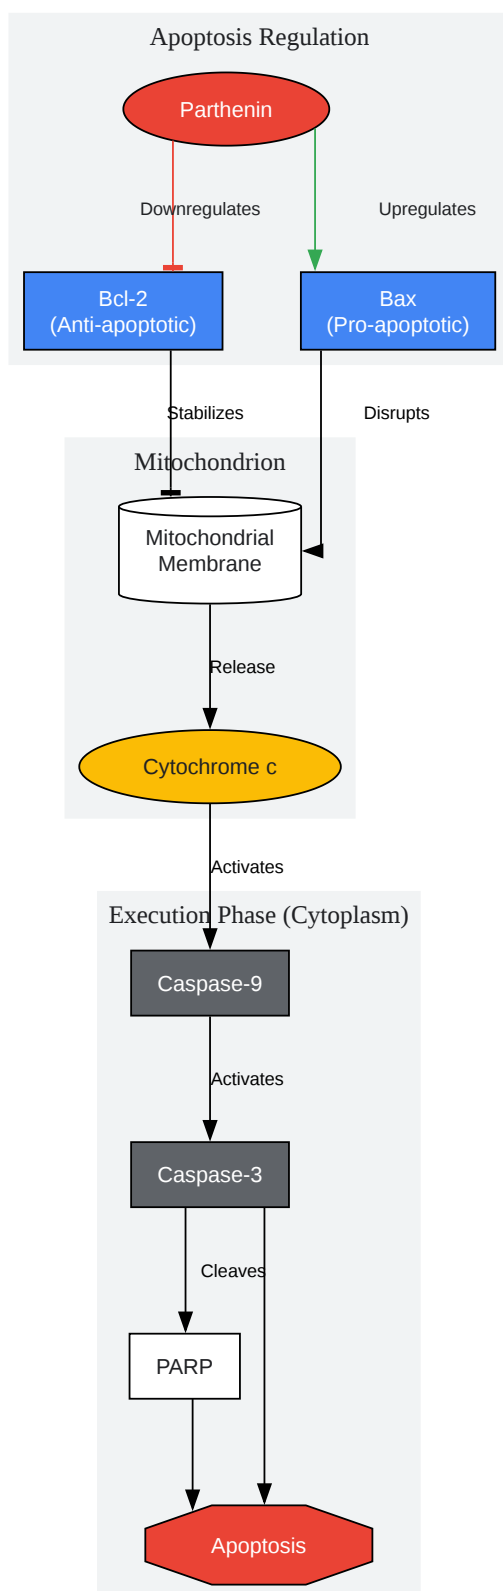 Apoptosis Regulation
Parthenin
Downregulates
Upregulates
Bcl-2
(Anti-apoptotic)
Bax
(Pro-apoptotic)
Stabilizes
Disrupts
Mitochondrion
Mitochondrial
Membrane
Release
Cytochrome c
Activates
Execution Phase (Cytoplasm)
Caspase-9
Activates
Caspase-3
Cleaves
PARP
Apoptosis